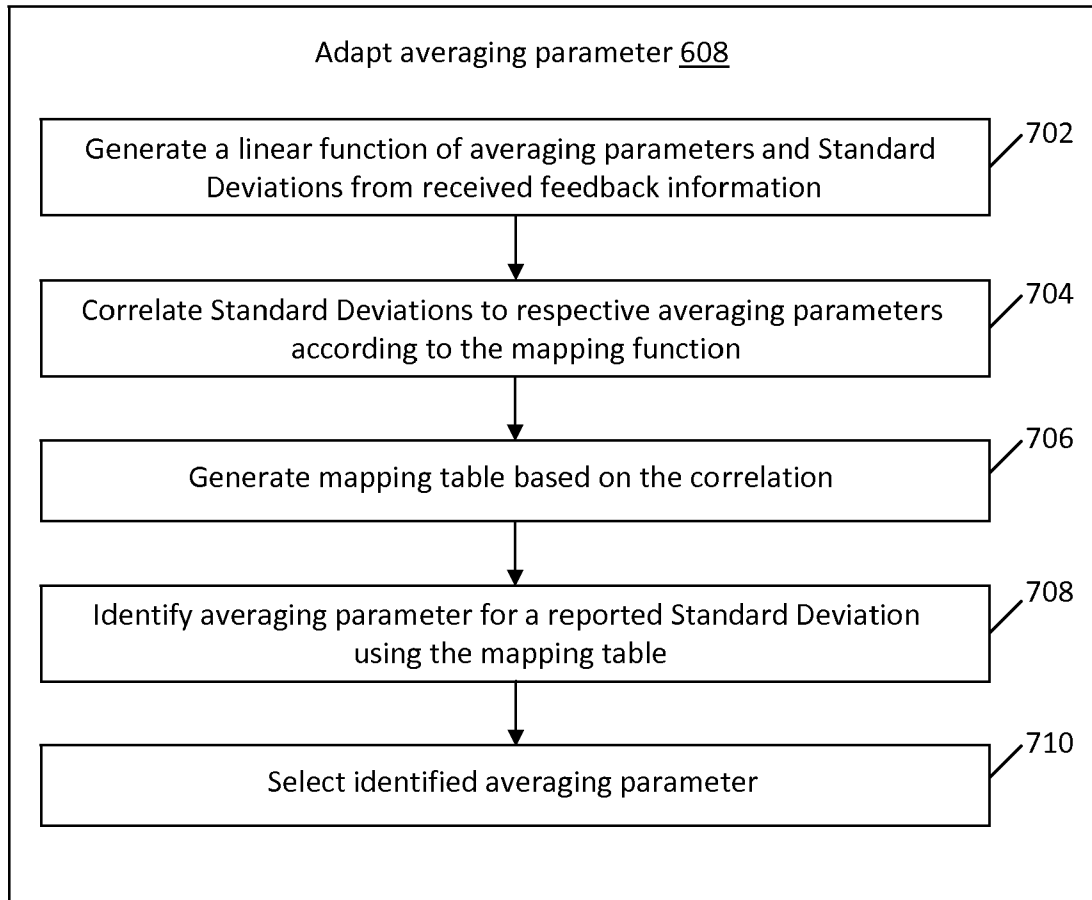 Adapt averaging parameter 608
702
Generate a linear function of averaging parameters and Standard
Deviations from received feedback information
704
Correlate Standard Deviations to respective averaging parameters
according to the mapping function
706
Generate mapping table based on the correlation
708
Identify averaging parameter for a reported Standard Deviation
using the mapping table
710
Select identified averaging parameter